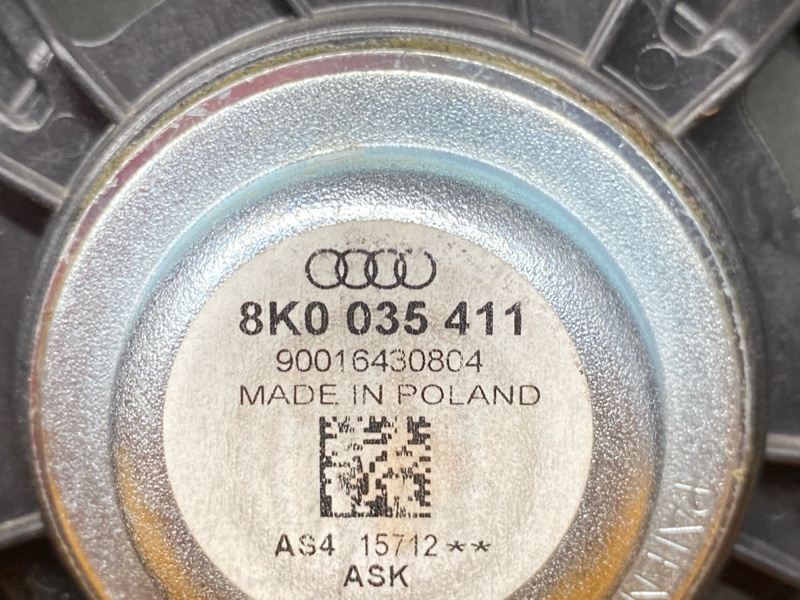 8K0 035 411
90016430804
MADE IN POLAND
AS4 15712**
ASK